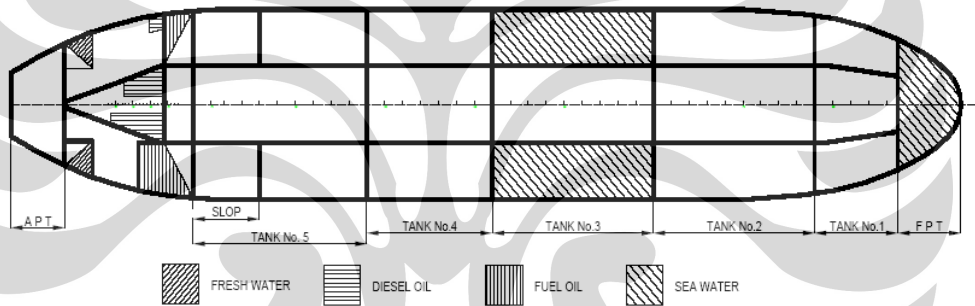 A P T
SLOP
TANK No. 5
TANK No.4
TANK No.3
TANK No.2
TANK No.1
F P T
FRESH WATER
DIESEL OIL
FUEL OIL
SEA WATER